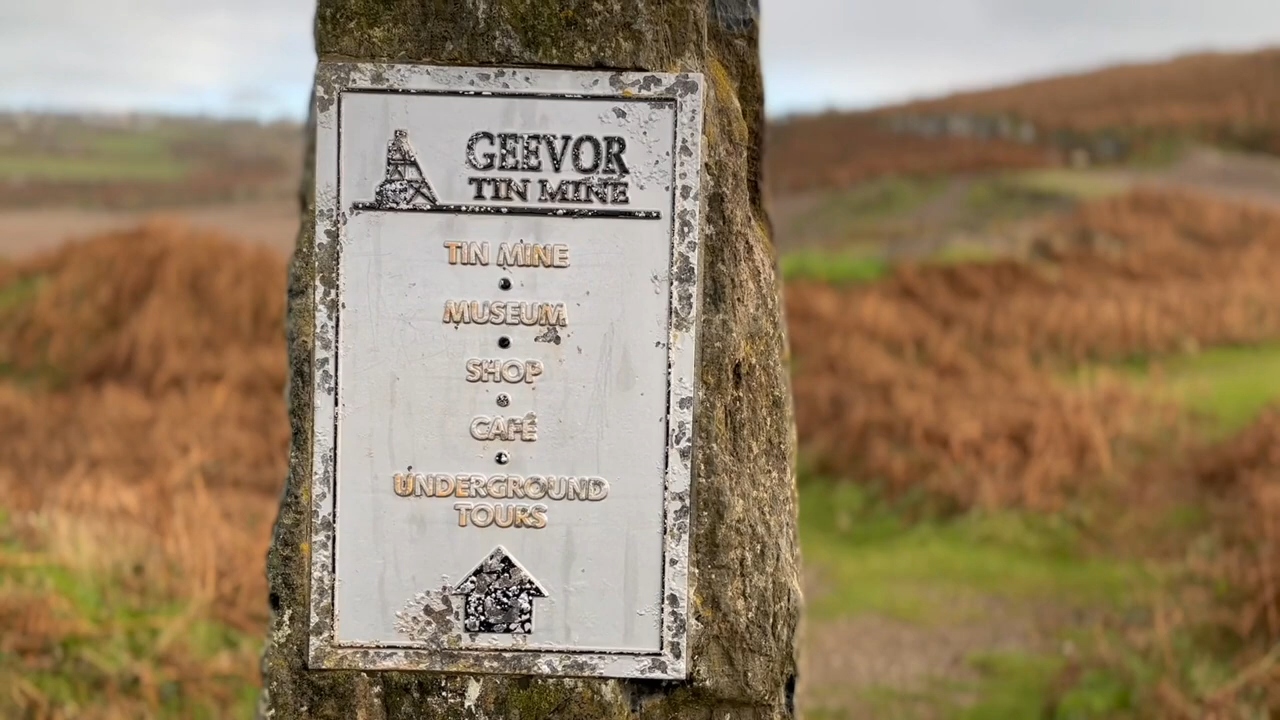 GEEVOR
TIN MINE
TIN MINE
MUSEUM
SHOP
CAFÉ
UNDERGROUND
TOURS